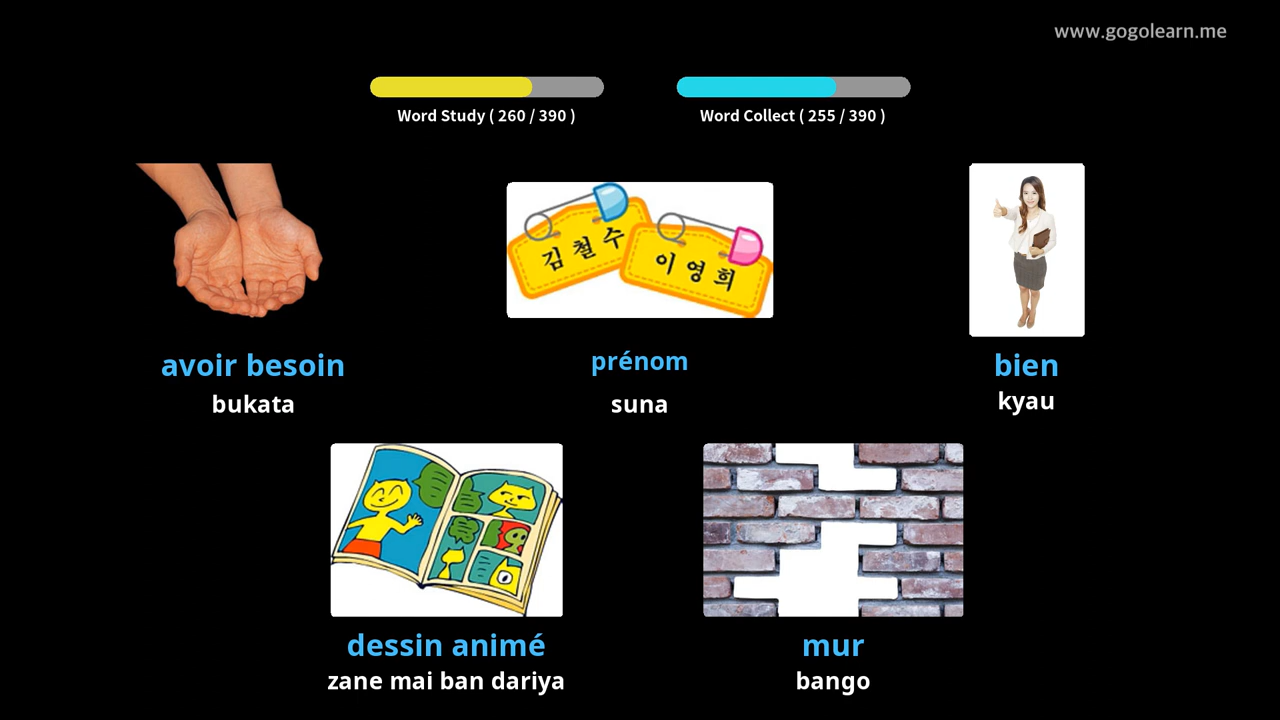 www.gogolearn.me
Word Study ( 260 / 390 )
Word Collect ( 255 / 390 )
김철수
이영희
avoir besoin
bukata
prénom
suna
bien
kyau
dessin animé
zane mai ban dariya
mur
bango